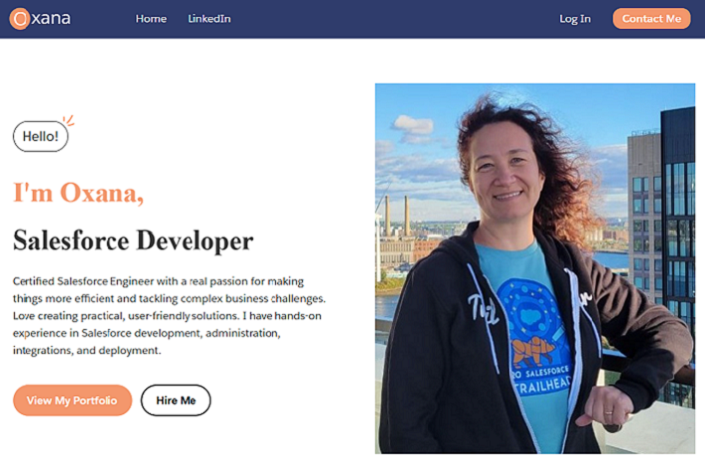 Oxana Home LinkedIn Log In Contact Me
Hello!
I'm Oxana,
Salesforce Developer
Certified Salesforce Engineer with a real passion for making
things more efficient and tackling complex business challenges.
Love creating practical, user-friendly solutions. I have hands-on
experience in Salesforce development, administration,
integrations, and deployment.
View My Portfolio Hire Me
SALESFORCE
TRAILHEAD